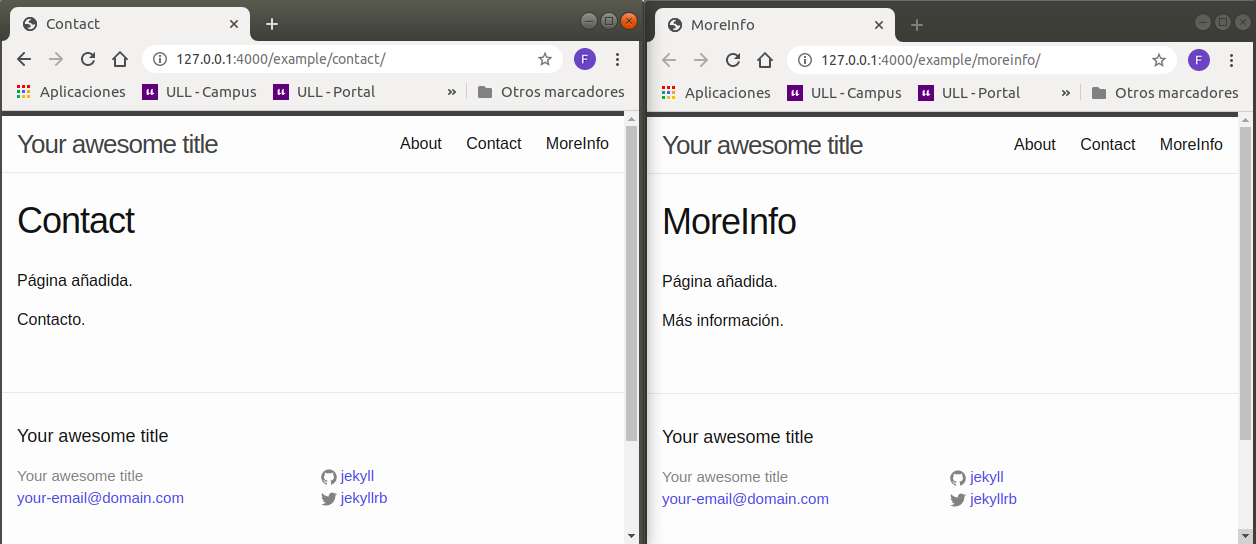 Contact
127.0.0.1:4000/example/contact/
F
Aplicaciones
ULL - Campus
ULL - Portal
»
Otros marcadores
Your awesome title
About
Contact
MoreInfo
Contact
Página añadida.
Contacto.
Your awesome title
Your awesome title
jekyll
your-email@domain.com
jekyllrb
MoreInfo
127.0.0.1:4000/example/moreinfo/
F
Aplicaciones
ULL - Campus
ULL - Portal
»
Otros marcadores
Your awesome title
About
Contact
MoreInfo
MoreInfo
Página añadida.
Más información.
Your awesome title
Your awesome title
jekyll
your-email@domain.com
jekyllrb